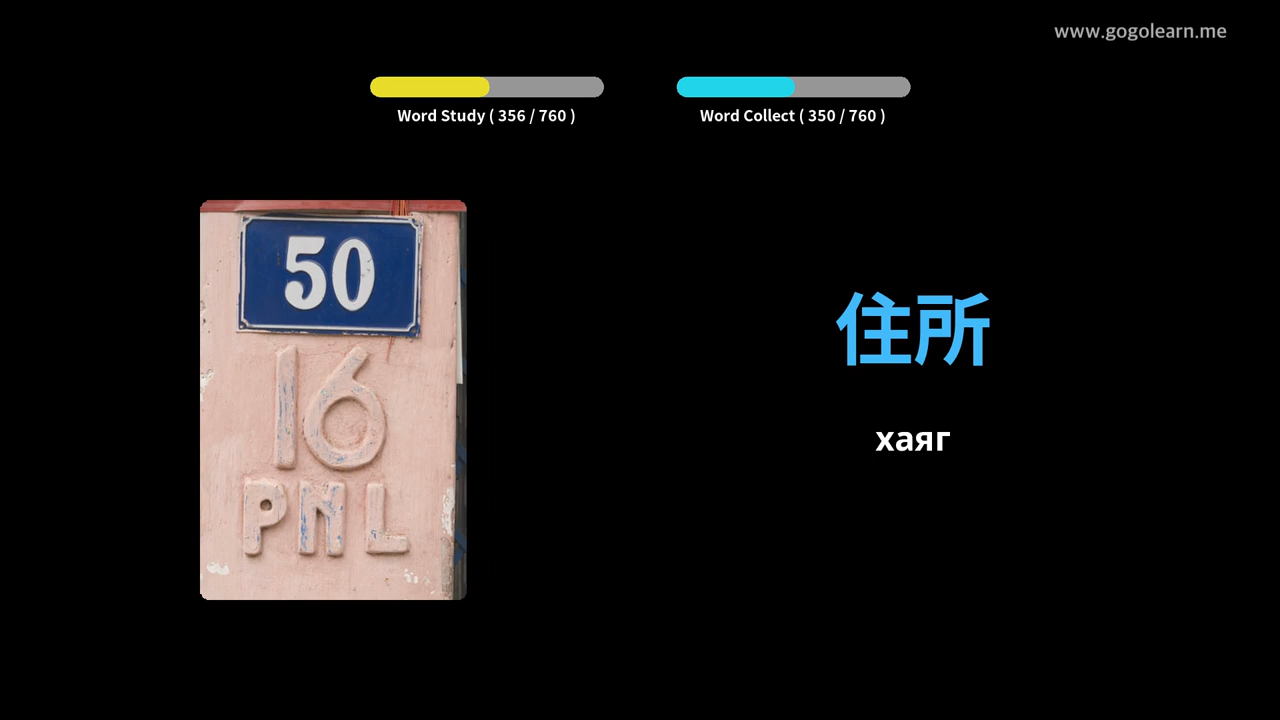 www.gogolearn.me
Word Study ( 356 / 760 )
Word Collect ( 350 / 760 )
50
16
PML
住所
хаяг